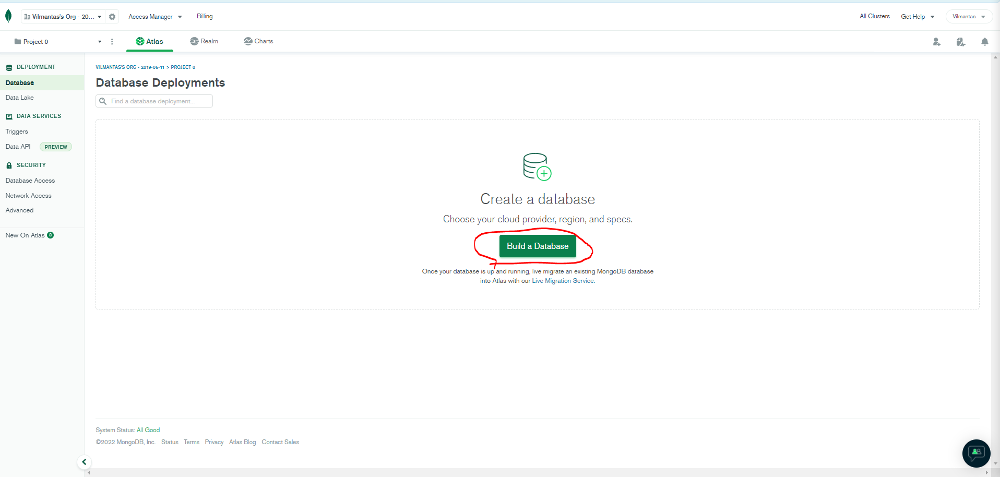 Vilmantas's Org - 20...
Access Manager
Billing
All Clusters
Get Help
Vilmantas
Project 0
Atlas
Realm
Charts
DEPLOYMENT
Database
Data Lake
DATA SERVICES
Triggers
Data API
PREVIEW
SECURITY
Database Access
Network Access
Advanced
New On Atlas 3
VILMANTAS'S ORG - 2019-06-11 > PROJECT 0
Database Deployments
Find a database deployment...
Create a database
Choose your cloud provider, region, and specs.
Build a Database
Once your database is up and running, live migrate an existing MongoDB database
into Atlas with our Live Migration Service.
System Status: All Good
©2022 MongoDB, Inc. Status Terms Privacy Atlas Blog Contact Sales